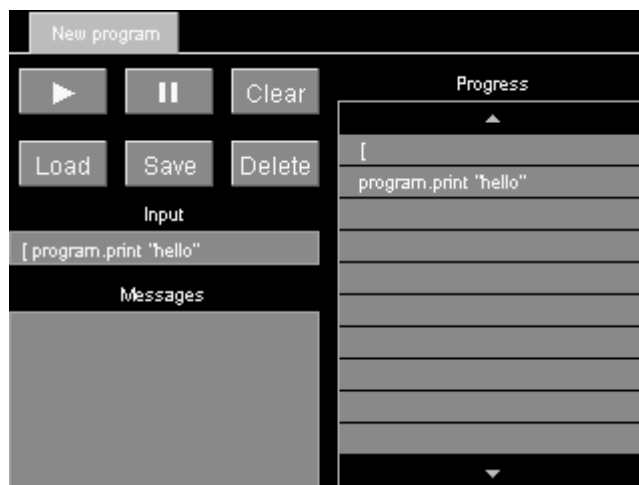 New program
Clear
Load
Save
Delete
Input
[ program.print "hello"
Messages
Progress
[
program.print "hello"